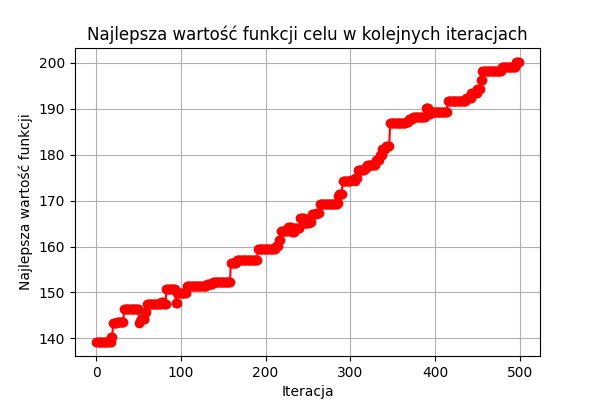 Najlepsza wartość funkcji celu w kolejnych iteracjach
Najlepsza wartość funkcji
200
190
180
170
160
150
140
0 100 200 300 400 500
Iteracja